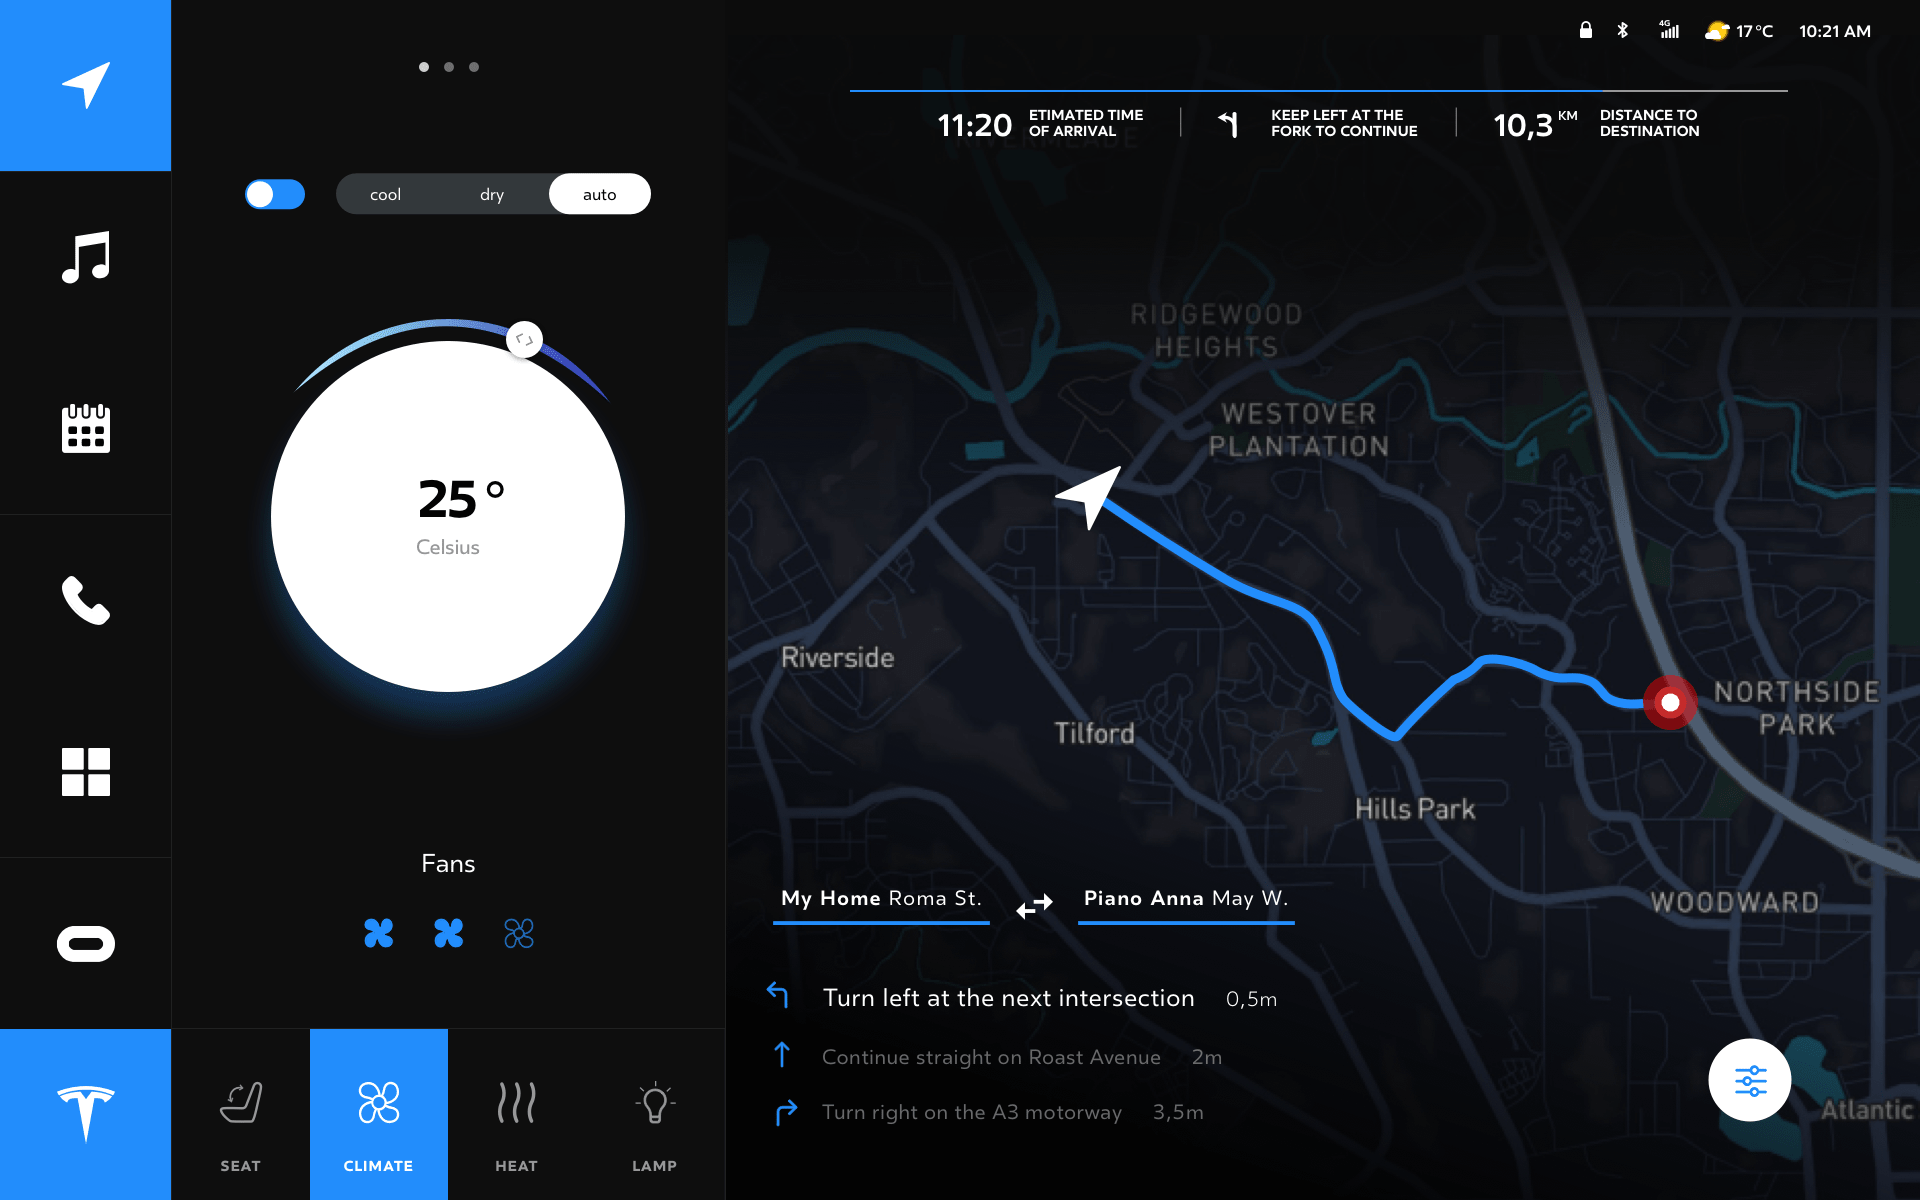 4G
17°C
10:21 AM
cool
dry
auto
25°
Celsius
Fans
SEAT
CLIMATE
HEAT
LAMP
11:20
ETIMATED TIME
OF ARRIVAL
KEEP LEFT AT THE
FORK TO CONTINUE
10,3 KM
DISTANCE TO
DESTINATION
RIVERMEADE
RIDGEWOOD
HEIGHTS
WESTOVER
PLANTATION
Riverside
Tilford
NORTHSIDE
PARK
Hills Park
WOODWARD
Atlantic
My Home Roma St.
Piano Anna May W.
Turn left at the next intersection 0,5m
Continue straight on Roast Avenue 2m
Turn right on the A3 motorway 3,5m